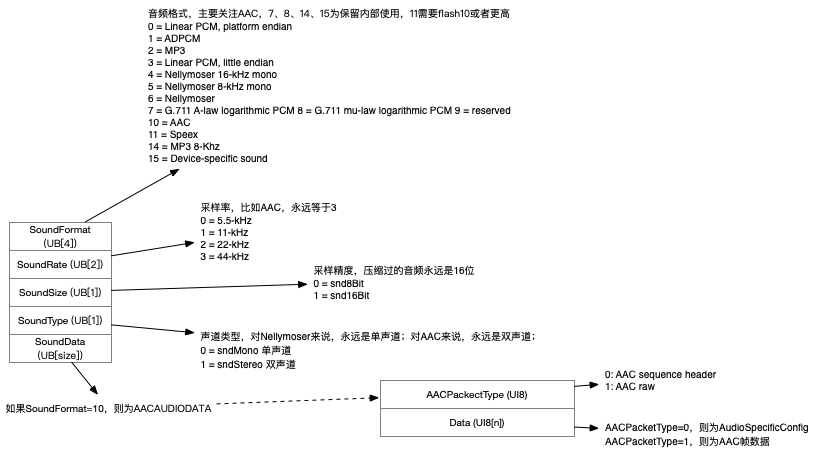 音频格式，主要关注AAC，7、8、14、15为保留内部使用，11需要flash10或者更高
0 = Linear PCM, platform endian
1 = ADPCM
2 = MP3
3 = Linear PCM, little endian
4 = Nellymoser 16-kHz mono
5 = Nellymoser 8-kHz mono
6 = Nellymoser
7 = G.711 A-law logarithmic PCM 8 = G.711 mu-law logarithmic PCM 9 = reserved
10 = AAC
11 = Speex
14 = MP3 8-Khz
15 = Device-specific sound
SoundFormat
(UB[4])
SoundRate (UB[2])
SoundSize (UB[1])
SoundType (UB[1])
SoundData
(UB[size])
采样率，比如AAC，永远等于3
0 = 5.5-kHz
1 = 11-kHz
2 = 22-kHz
3 = 44-kHz
采样精度，压缩过的音频永远是16位
0 = snd8Bit
1 = snd16Bit
声道类型，对Nellymoser来说，永远是单声道；对AAC来说，永远是双声道；
0 = sndMono 单声道
1 = sndStereo 双声道
如果SoundFormat=10，则为AACAUDIODATA
AACPackectType (UI8)
Data (UI8[n])
0: AAC sequence header
1: AAC raw
AACPacketType=0，则为AudioSpecificConfig
AACPacketType=1，则为AAC帧数据